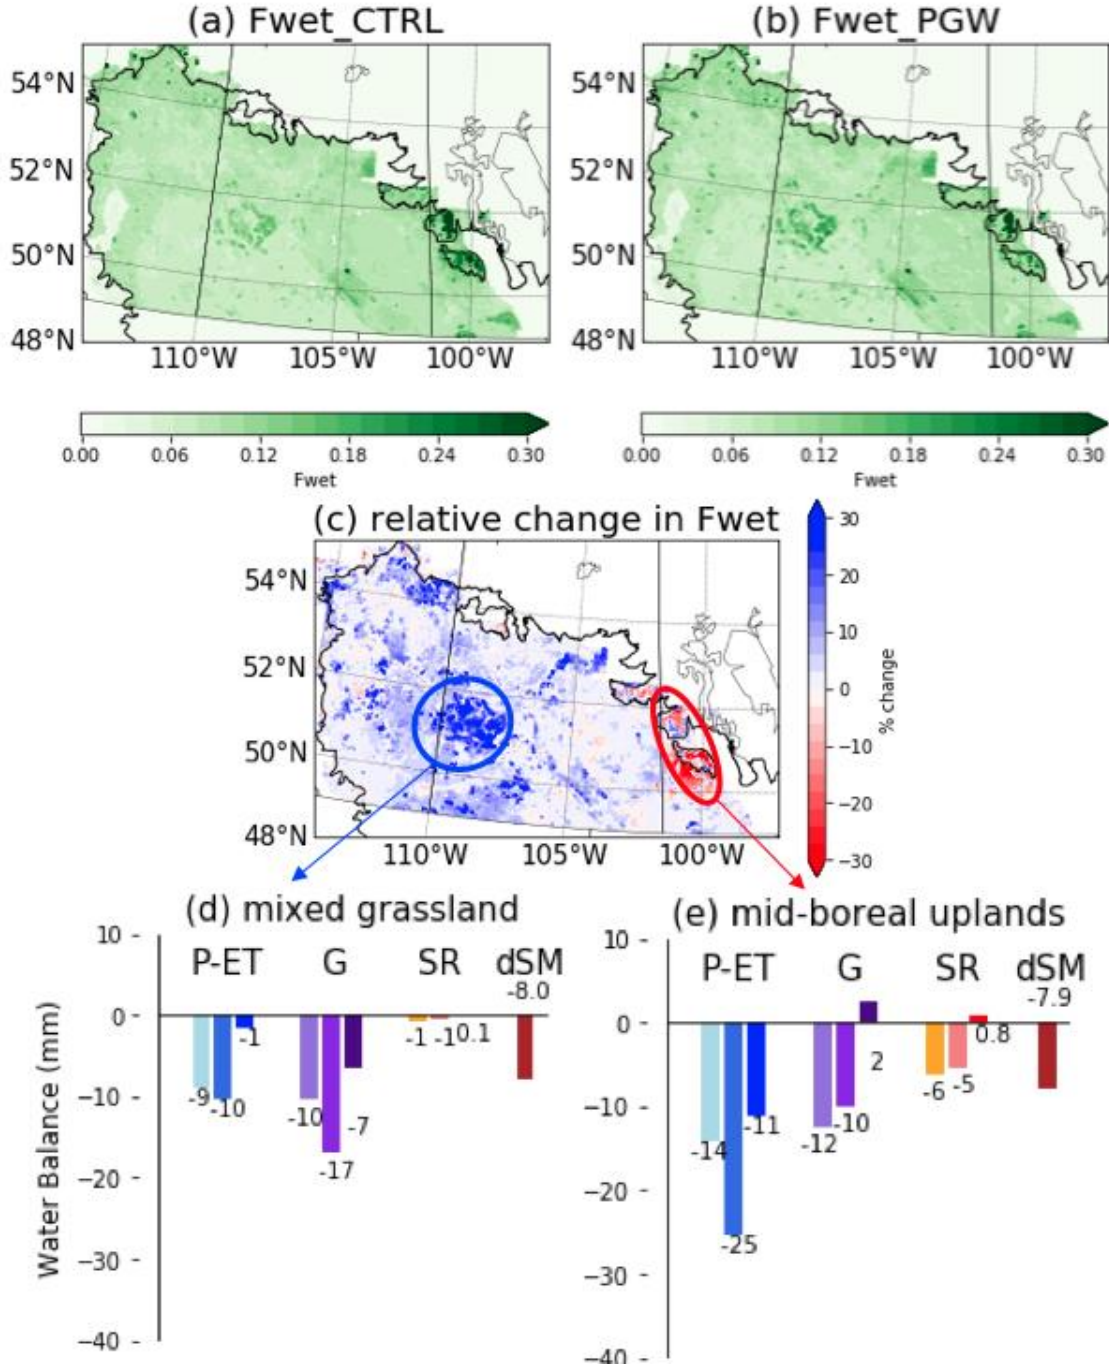 (a) Fwet_CTRL
(b) Fwet_PGW
54°N
52°N
50°N
48°N
110°W 105°W 100°W
54°N
52°N
50°N
48°N
110°W 105°W 100°W
0.00 0.06 0.12 0.18 0.24 0.30
Fwet
0.00 0.06 0.12 0.18 0.24 0.30
Fwet
(c) relative change in Fwet
54°N
52°N
50°N
48°N
110°W 105°W 100°W
30
20
10
0
−10
−20
−30
% change
(d) mixed grassland
P-ET G SR dSM
-8.0
10
0
−10
−20
−30
−40
Water Balance (mm)
-9 -10 -1
-10 -17 -7
-1 -1 0.1
(e) mid-boreal uplands
P-ET G SR dSM
-7.9
10
0
−10
−20
−30
−40
-14 -25 -11
-12 -10 2
-6 -5 0.8